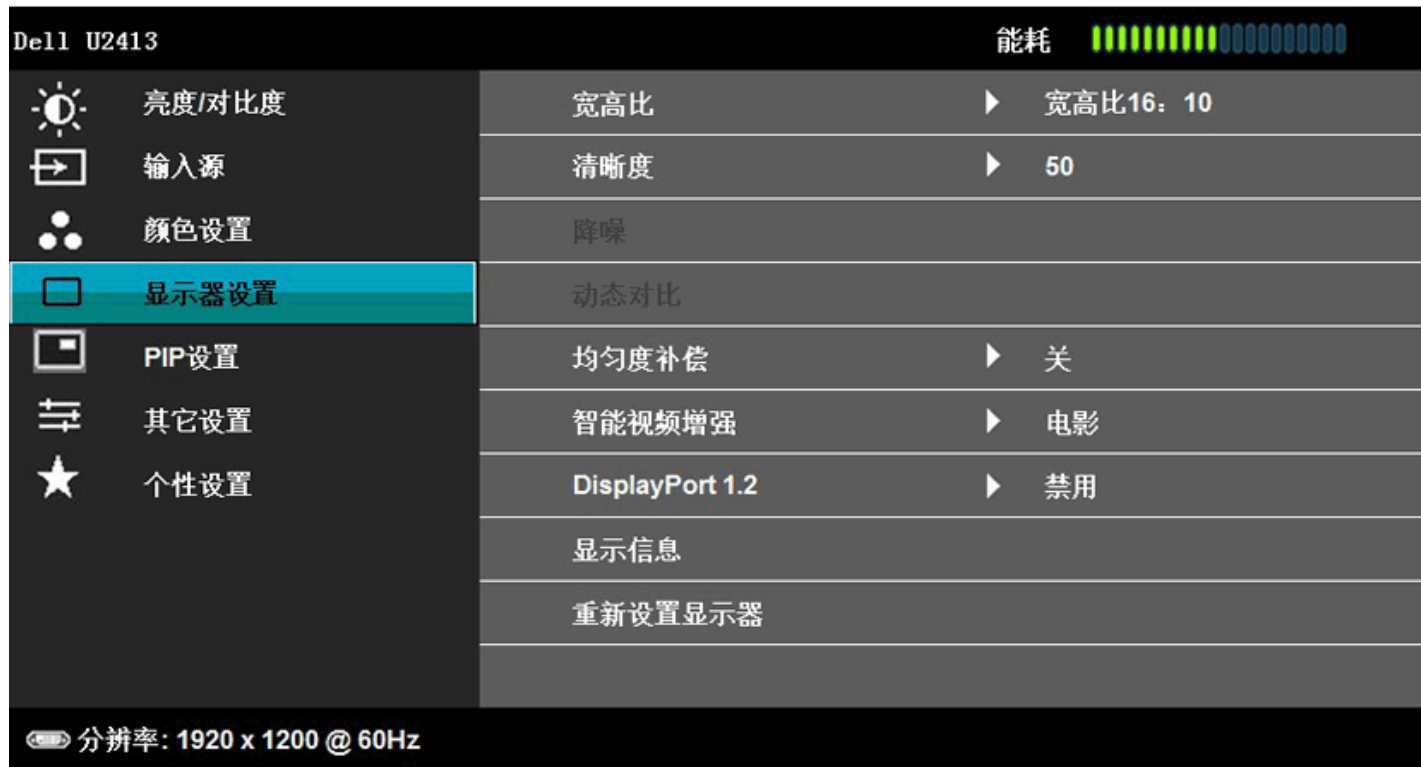 Dell U2413 能耗
亮度/对比度
输入源
颜色设置
显示器设置
PIP设置
其它设置
个性设置
宽高比 宽高比16：10
清晰度 50
降噪
动态对比
均匀度补偿 关
智能视频增强 电影
DisplayPort 1.2 禁用
显示信息
重新设置显示器
分辨率: 1920 x 1200 @ 60Hz